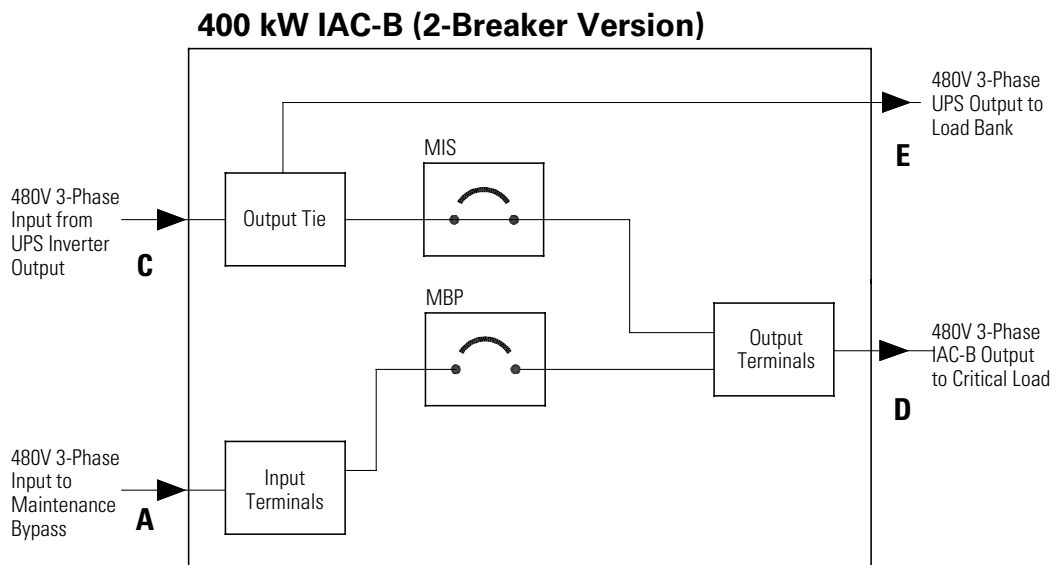 400 kW IAC-B (2-Breaker Version)
480V 3-Phase
UPS Output to
Load Bank
E
MIS
Output Tie
480V 3-Phase
Input from
UPS Inverter
Output
C
MBP
Output
Terminals
480V 3-Phase
IAC-B Output
to Critical Load
D
480V 3-Phase
Input to
Maintenance
Bypass
A
Input
Terminals